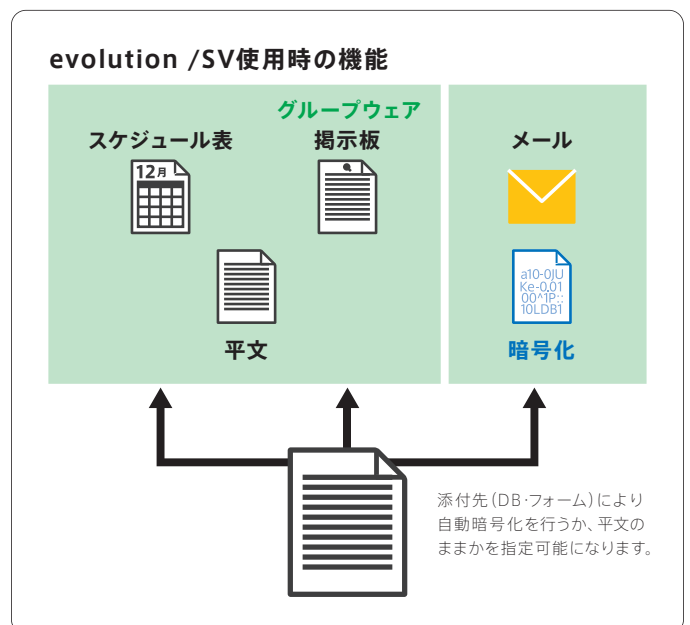 evolution /SV使用時の機能
グループウェア
スケジュール表
掲示板
メール
12月
a10-0JU
Ke-0.01
00^1P::
10LDB1
平文
暗号化
添付先(DB・フォーム)により
自動暗号化を行うか、平文の
ままかを指定可能になります。